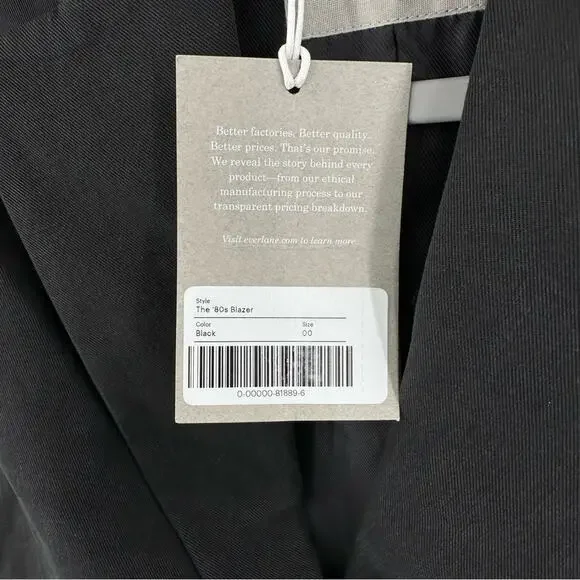 Better factories. Better quality.
Better prices. That's our promise.
We reveal the story behind every
product—from our ethical
manufacturing process to our
transparent pricing breakdown.
Visit everlane.com to learn more
Style
The '80s Blazer
Color Size
Black 00
0-00000-81889-6